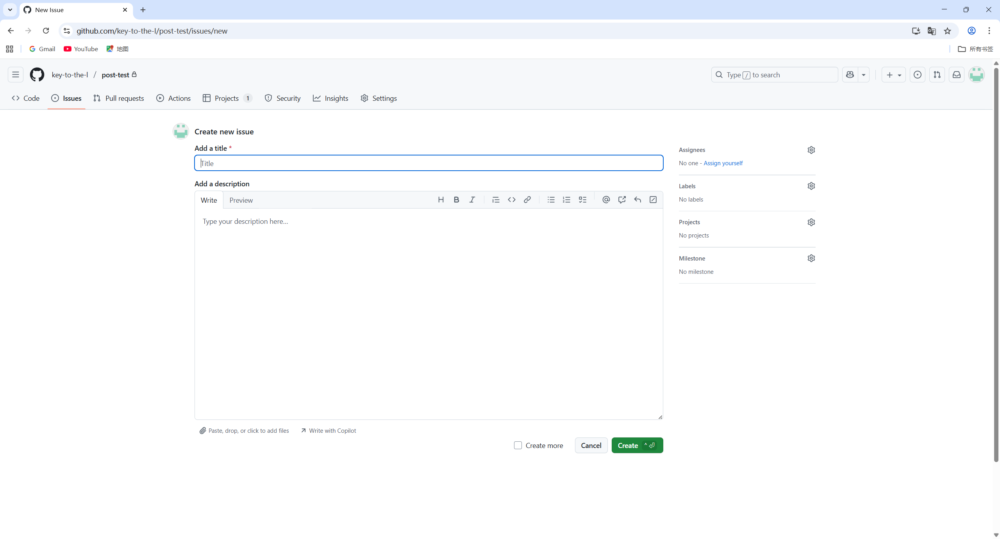 New Issue
github.com/key-to-the-l/post-test/issues/new
Gmail YouTube 地图 所有书签
key-to-the-l / post-test Type / to search
Code Issues Pull requests Actions Projects 1 Security Insights Settings
Create new issue
Add a title *
Title
Add a description
Write Preview
Type your description here...
Paste, drop, or click to add files Write with Copilot
Create more Cancel Create ^⏎
Assignees
No one - Assign yourself
Labels
No labels
Projects
No projects
Milestone
No milestone